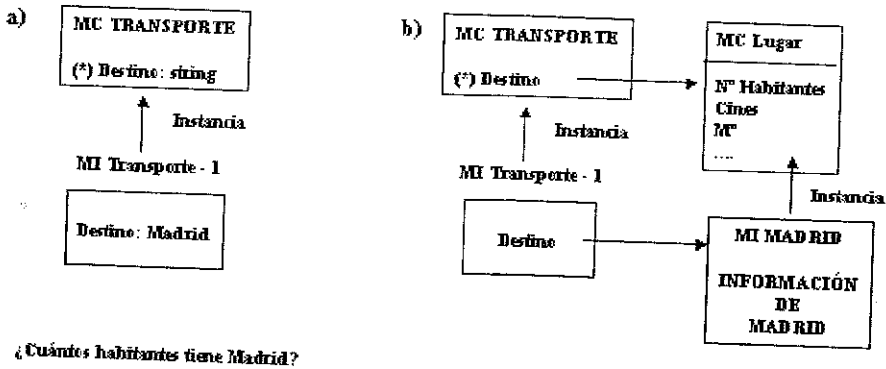 a)
MC TRANSPORTE
(*) Destino: string
Instancia
MI Transporte - 1
Destino: Madrid
b)
MC TRANSPORTE
(*) Destino
Instancia
MI Transporte - 1
Destino
MC Lugar
Nº Habitantes
Cines
Mº
....
Instancia
MI MADRID
INFORMACIÓN
DE
MADRID
¿Cuántos habitantes tiene Madrid?